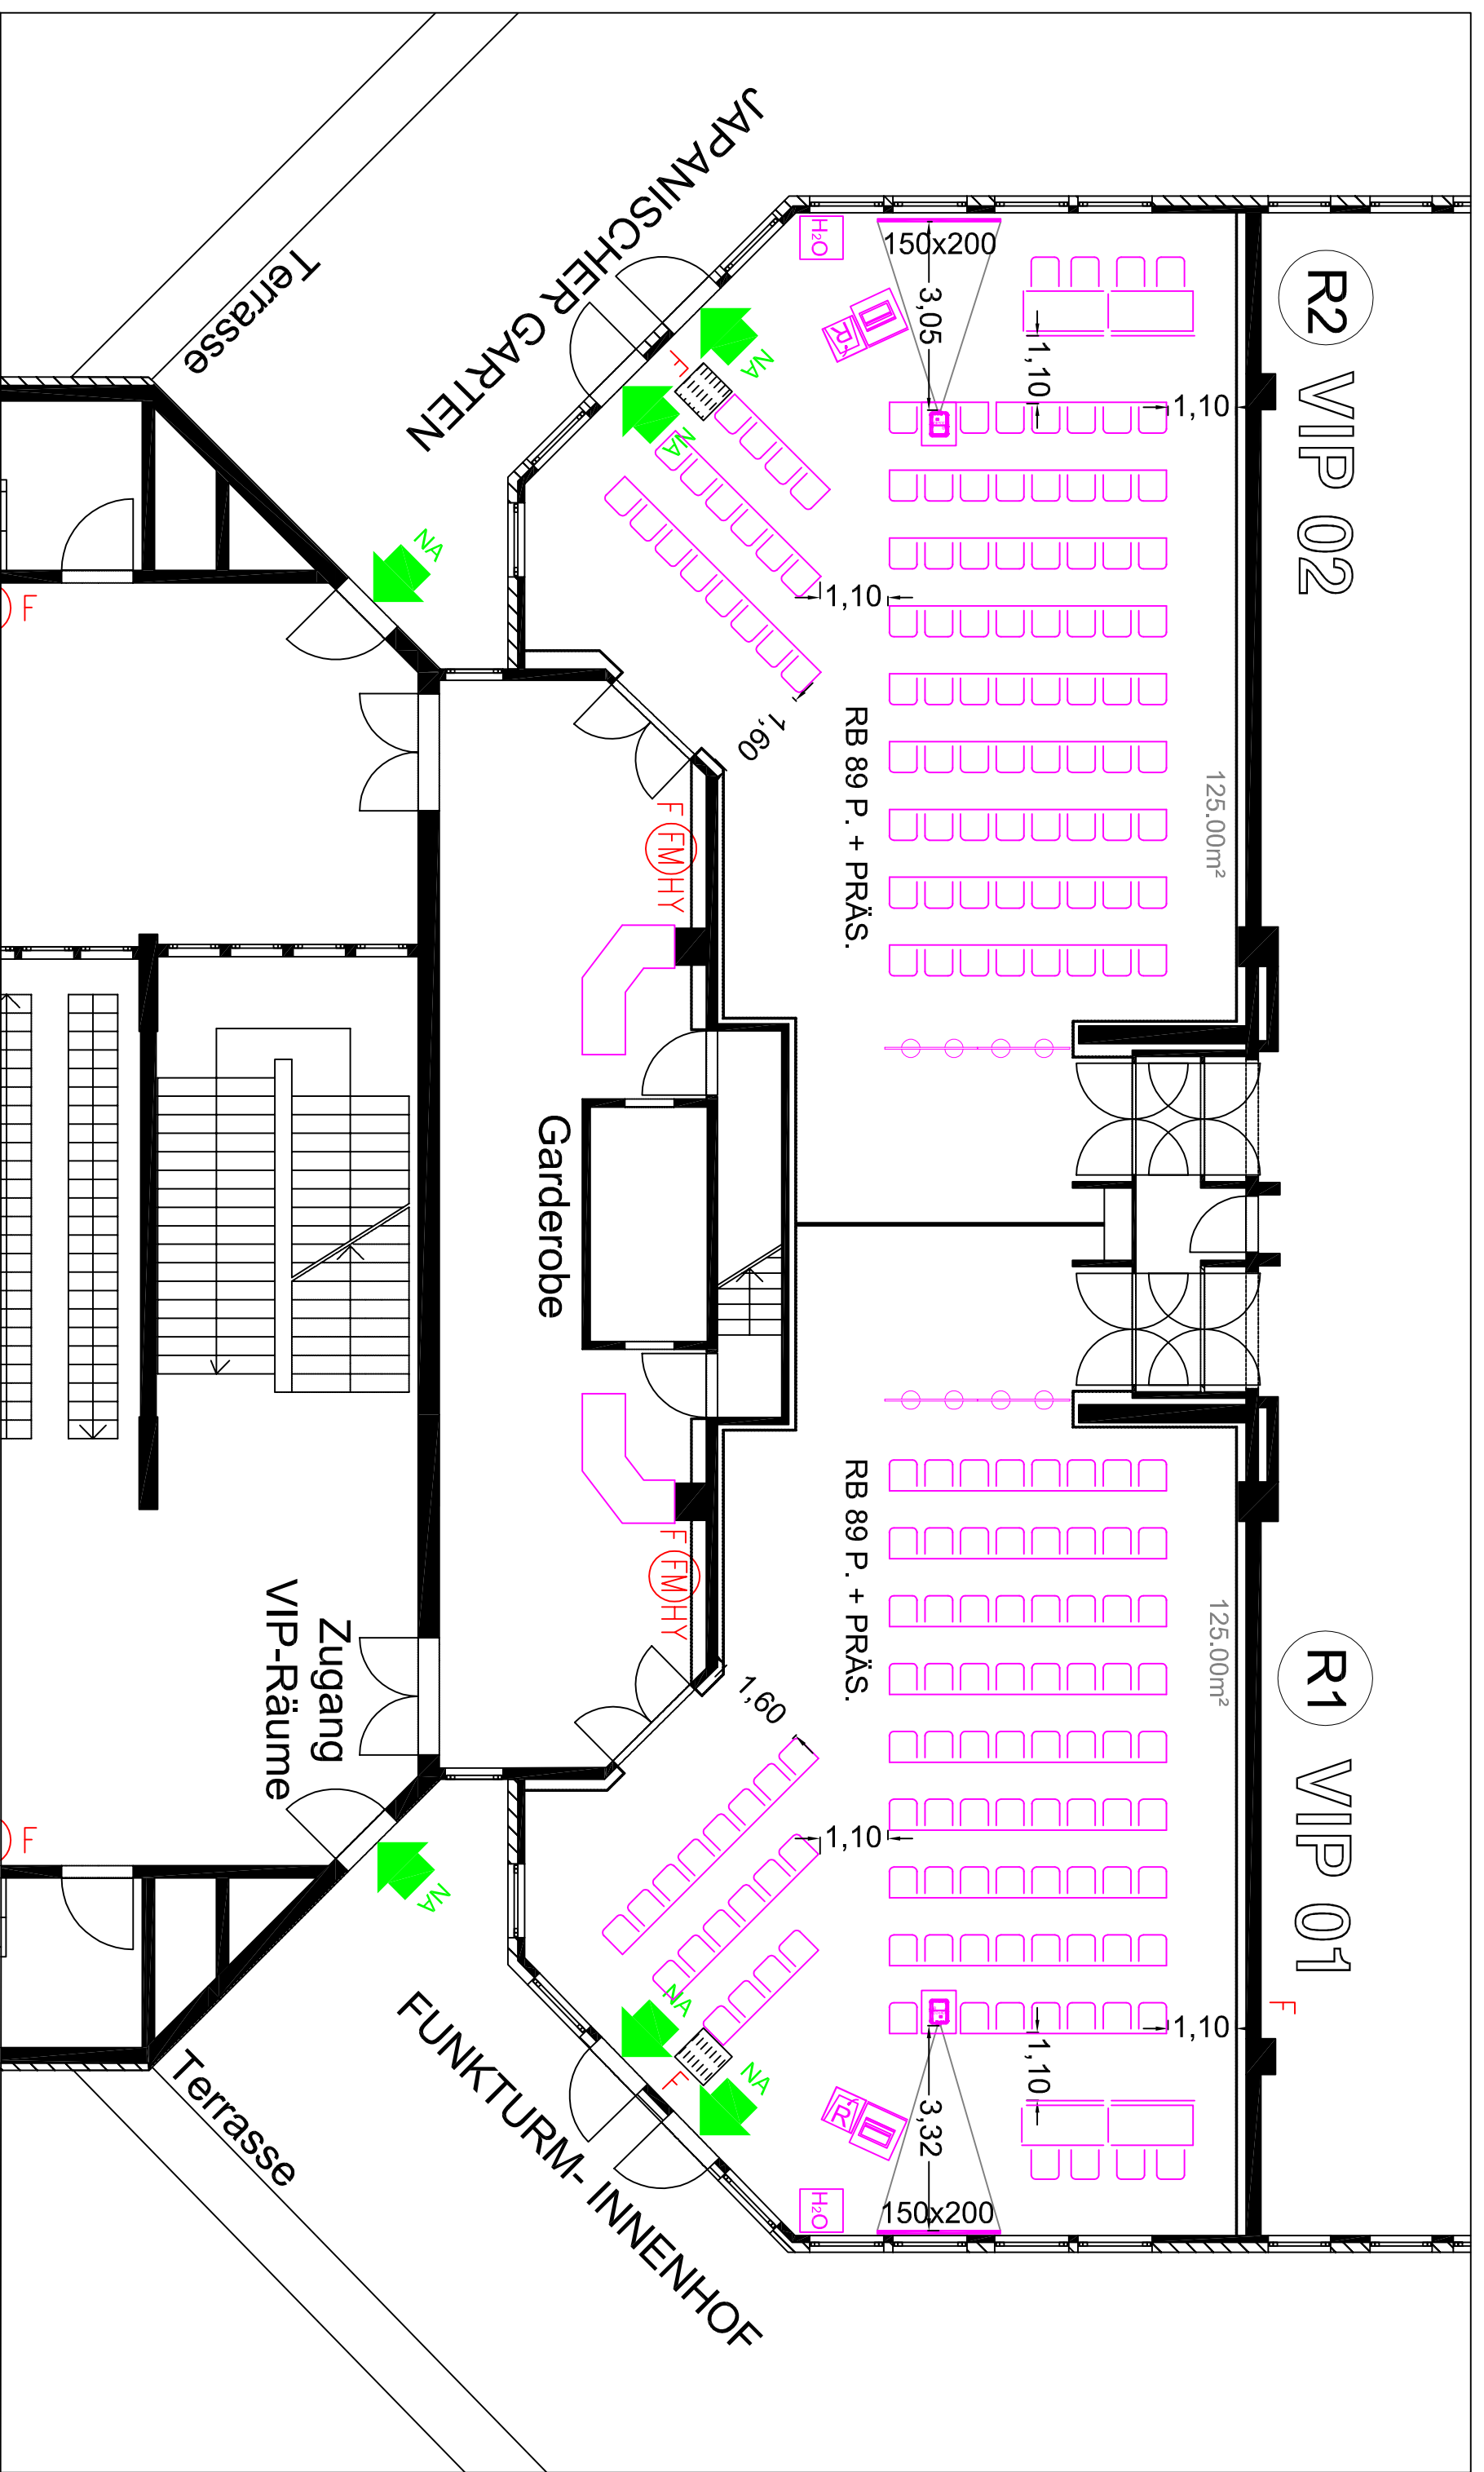 R2 VIP 02
R1 VIP 01
F
125.00m²
125.00m²
1,10
1,10
1,10
1,10
150x200
3,05
3,32
150x200
H₂O
R
R
H₂O
RB 89 P. + PRÄS.
RB 89 P. + PRÄS.
1,10
1,10
1,60
1,60
NA
NA
F
NA
NA
F
F FM HY
F FM HY
JAPANISCHER GARTEN
Garderobe
FUNKTURM- INNENHOF
NA
NA
Terrasse
Zugang
VIP-Räume
Terrasse
F
F